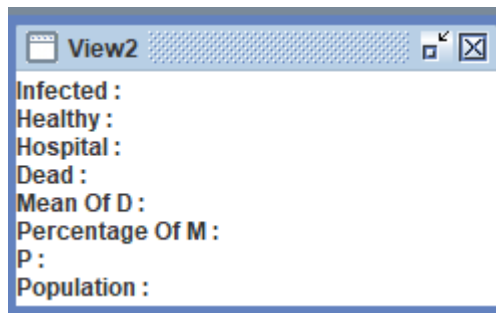 View2
Infected :
Healthy :
Hospital :
Dead :
Mean Of D :
Percentage Of M :
P :
Population :